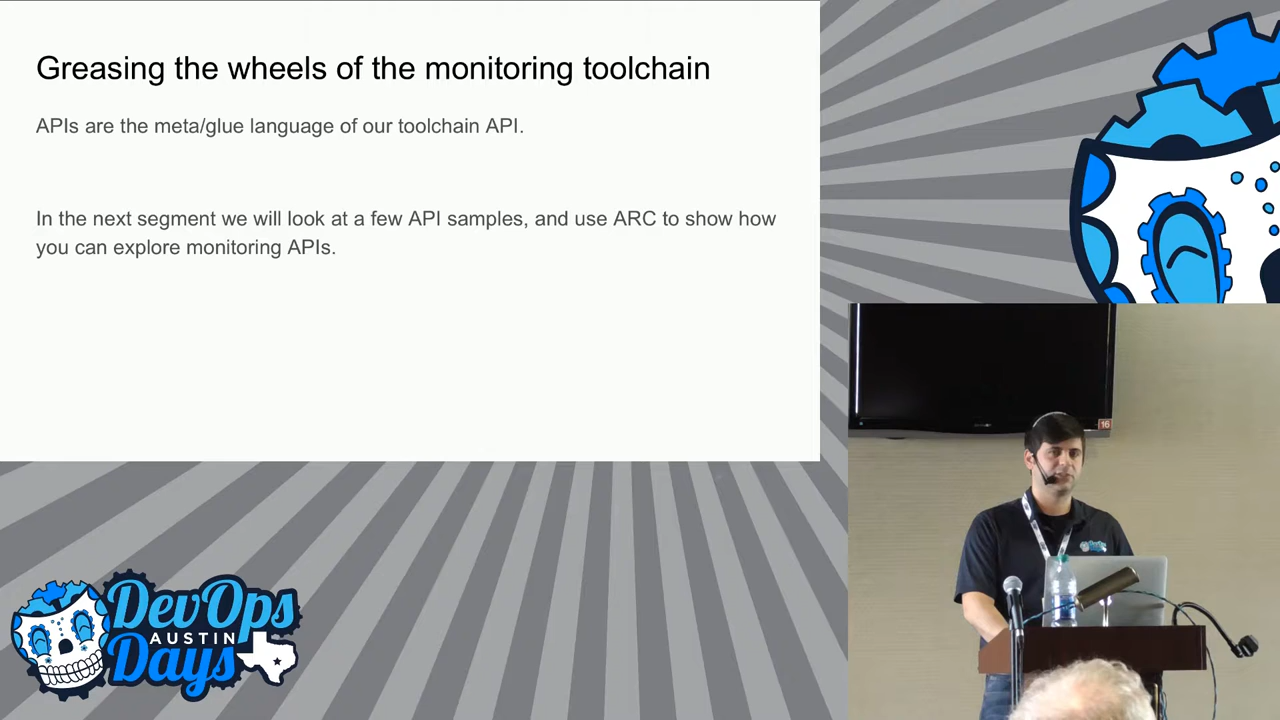 Greasing the wheels of the monitoring toolchain
APIs are the meta/glue language of our toolchain API.
In the next segment we will look at a few API samples, and use ARC to show how
you can explore monitoring APIs.
16
DevOps
DevOps
AUSTIN
Days